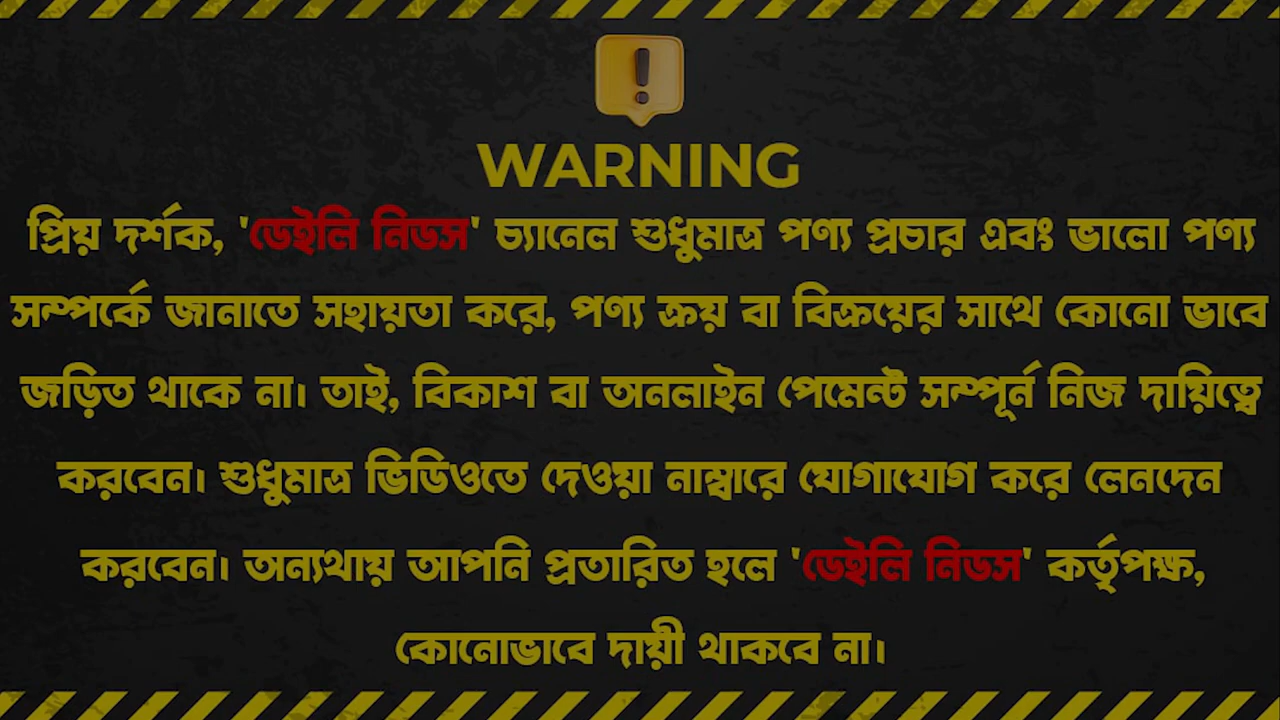 WARNING
প্রিয় দর্শক, 'ডেইলি নিডস' চ্যানেল শুধুমাত্র পণ্য প্রচার এবং ভালো পণ্য
সম্পর্কে জানাতে সহায়তা করে, পণ্য ক্রয় বা বিক্রয়ের সাথে কোনো ভাবে
জড়িত থাকে না। তাই, বিকাশ বা অনলাইন পেমেন্ট সম্পূর্ন নিজ দায়িত্বে
করবেন। শুধুমাত্র ভিডিওতে দেওয়া নাম্বারে যোগাযোগ করে লেনদেন
করবেন। অন্যথায় আপনি প্রতারিত হলে 'ডেইলি নিডস' কর্তৃপক্ষ,
কোনোভাবে দায়ী থাকবে না।